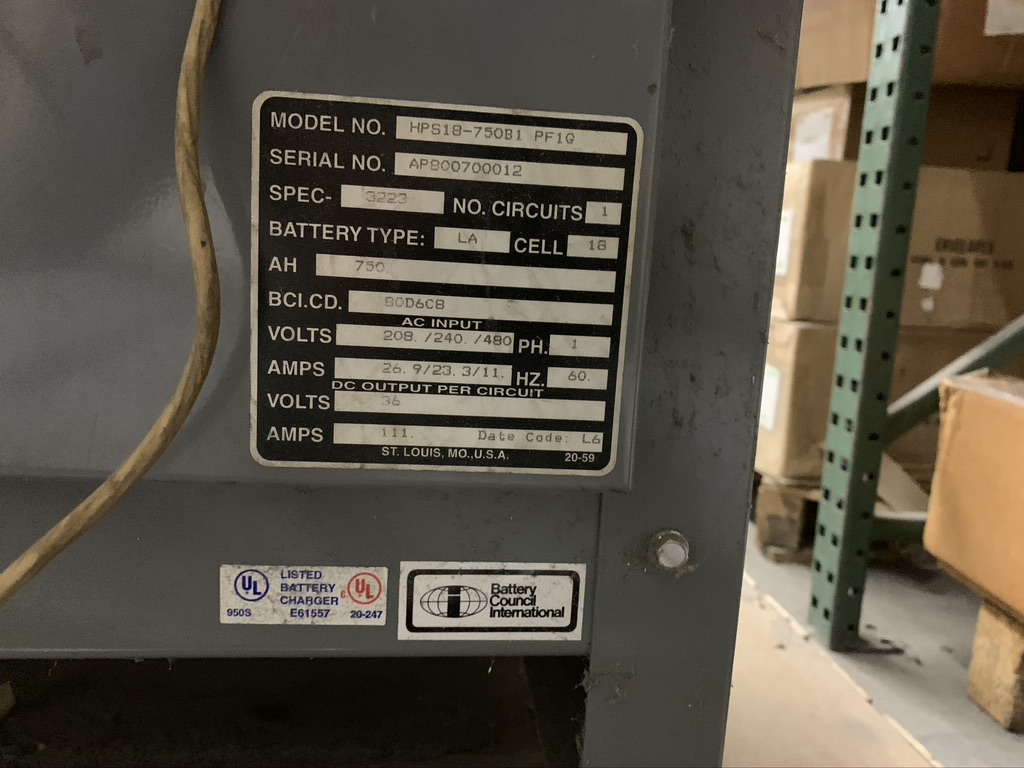 MODEL NO. HPS18-750B1 PF1G
SERIAL NO. AP800700012
SPEC- 3223 NO. CIRCUITS 1
BATTERY TYPE: LA CELL 18
AH 750
BCI.CD. BOD6C8
AC INPUT
VOLTS 208. /240. /480 PH. 1
AMPS 26. 9/23. 3/11. HZ. 60.
DC OUTPUT PER CIRCUIT
VOLTS 36
AMPS 111. Date Code: L6
ST. LOUIS, MO., U.S.A. 20-59
UL LISTED BATTERY CHARGER C UL
950S E61557 20-247
Battery
Council
International
ENVELOPES